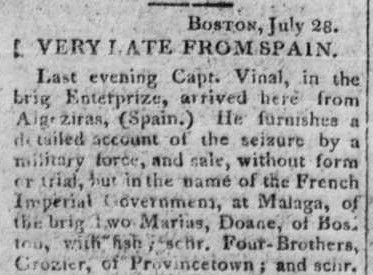 BOSTON, July 28.
VERY LATE FROM SPAIN.
Last evening Capt. Vinal, in the
brig Enterprize, arrived here from
Algeziras, (Spain.) He furnishes a
detailed account of the seizure by a
military force, and sale, without form
or trial, but in the name of the French
Imperial Government, at Malaga, of
the brig Two Marias, Doane, of Bos-
ton, with fish; schr. Four-Brothers,
Crozier, of Provincetown; and schr.